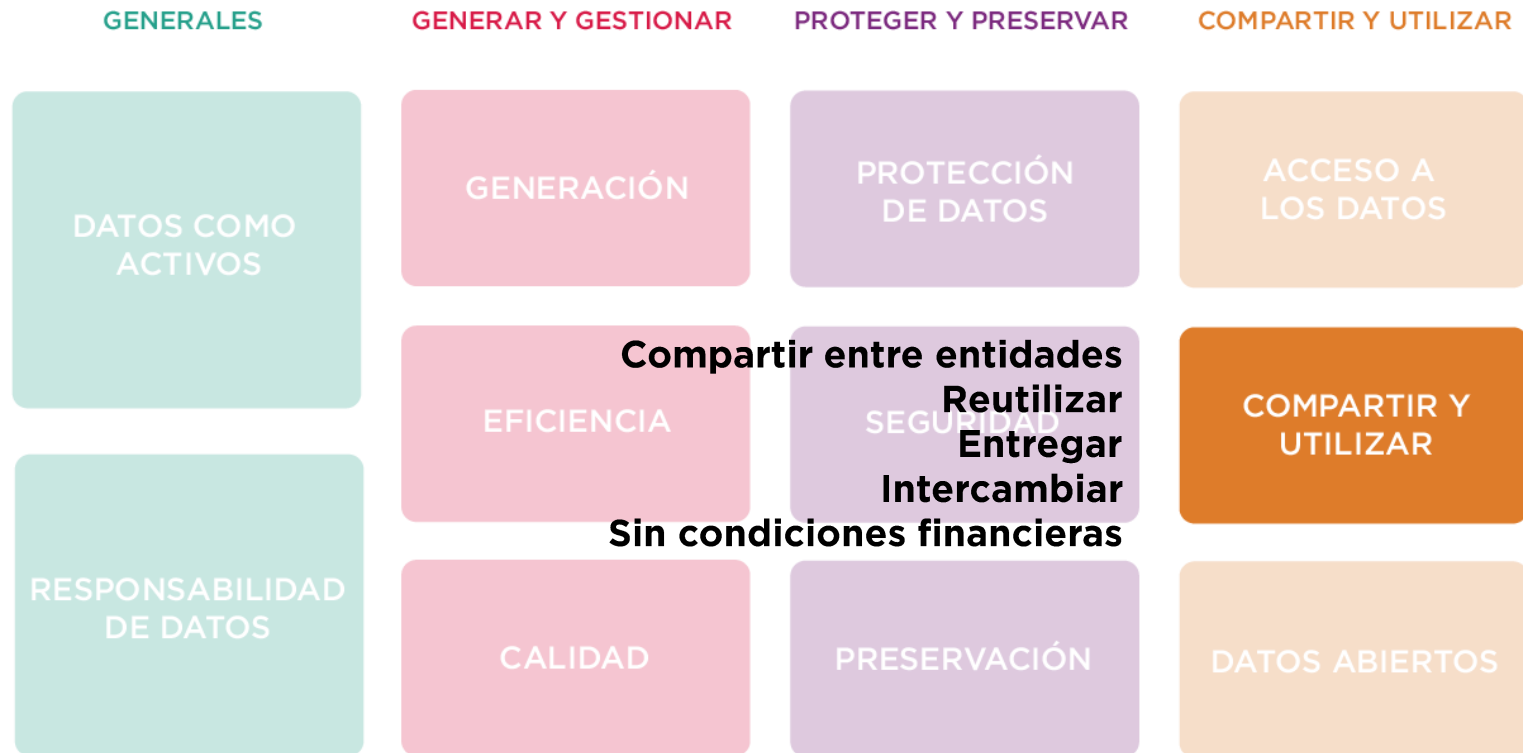 GENERALES
GENERAR Y GESTIONAR
PROTEGER Y PRESERVAR
COMPARTIR Y UTILIZAR
DATOS COMO
ACTIVOS
RESPONSABILIDAD
DE DATOS
GENERACIÓN
EFICIENCIA
CALIDAD
PROTECCIÓN
DE DATOS
SEGURIDAD
PRESERVACIÓN
ACCESO A
LOS DATOS
COMPARTIR Y
UTILIZAR
DATOS ABIERTOS
Compartir entre entidades
Reutilizar
Entregar
Intercambiar
Sin condiciones financieras